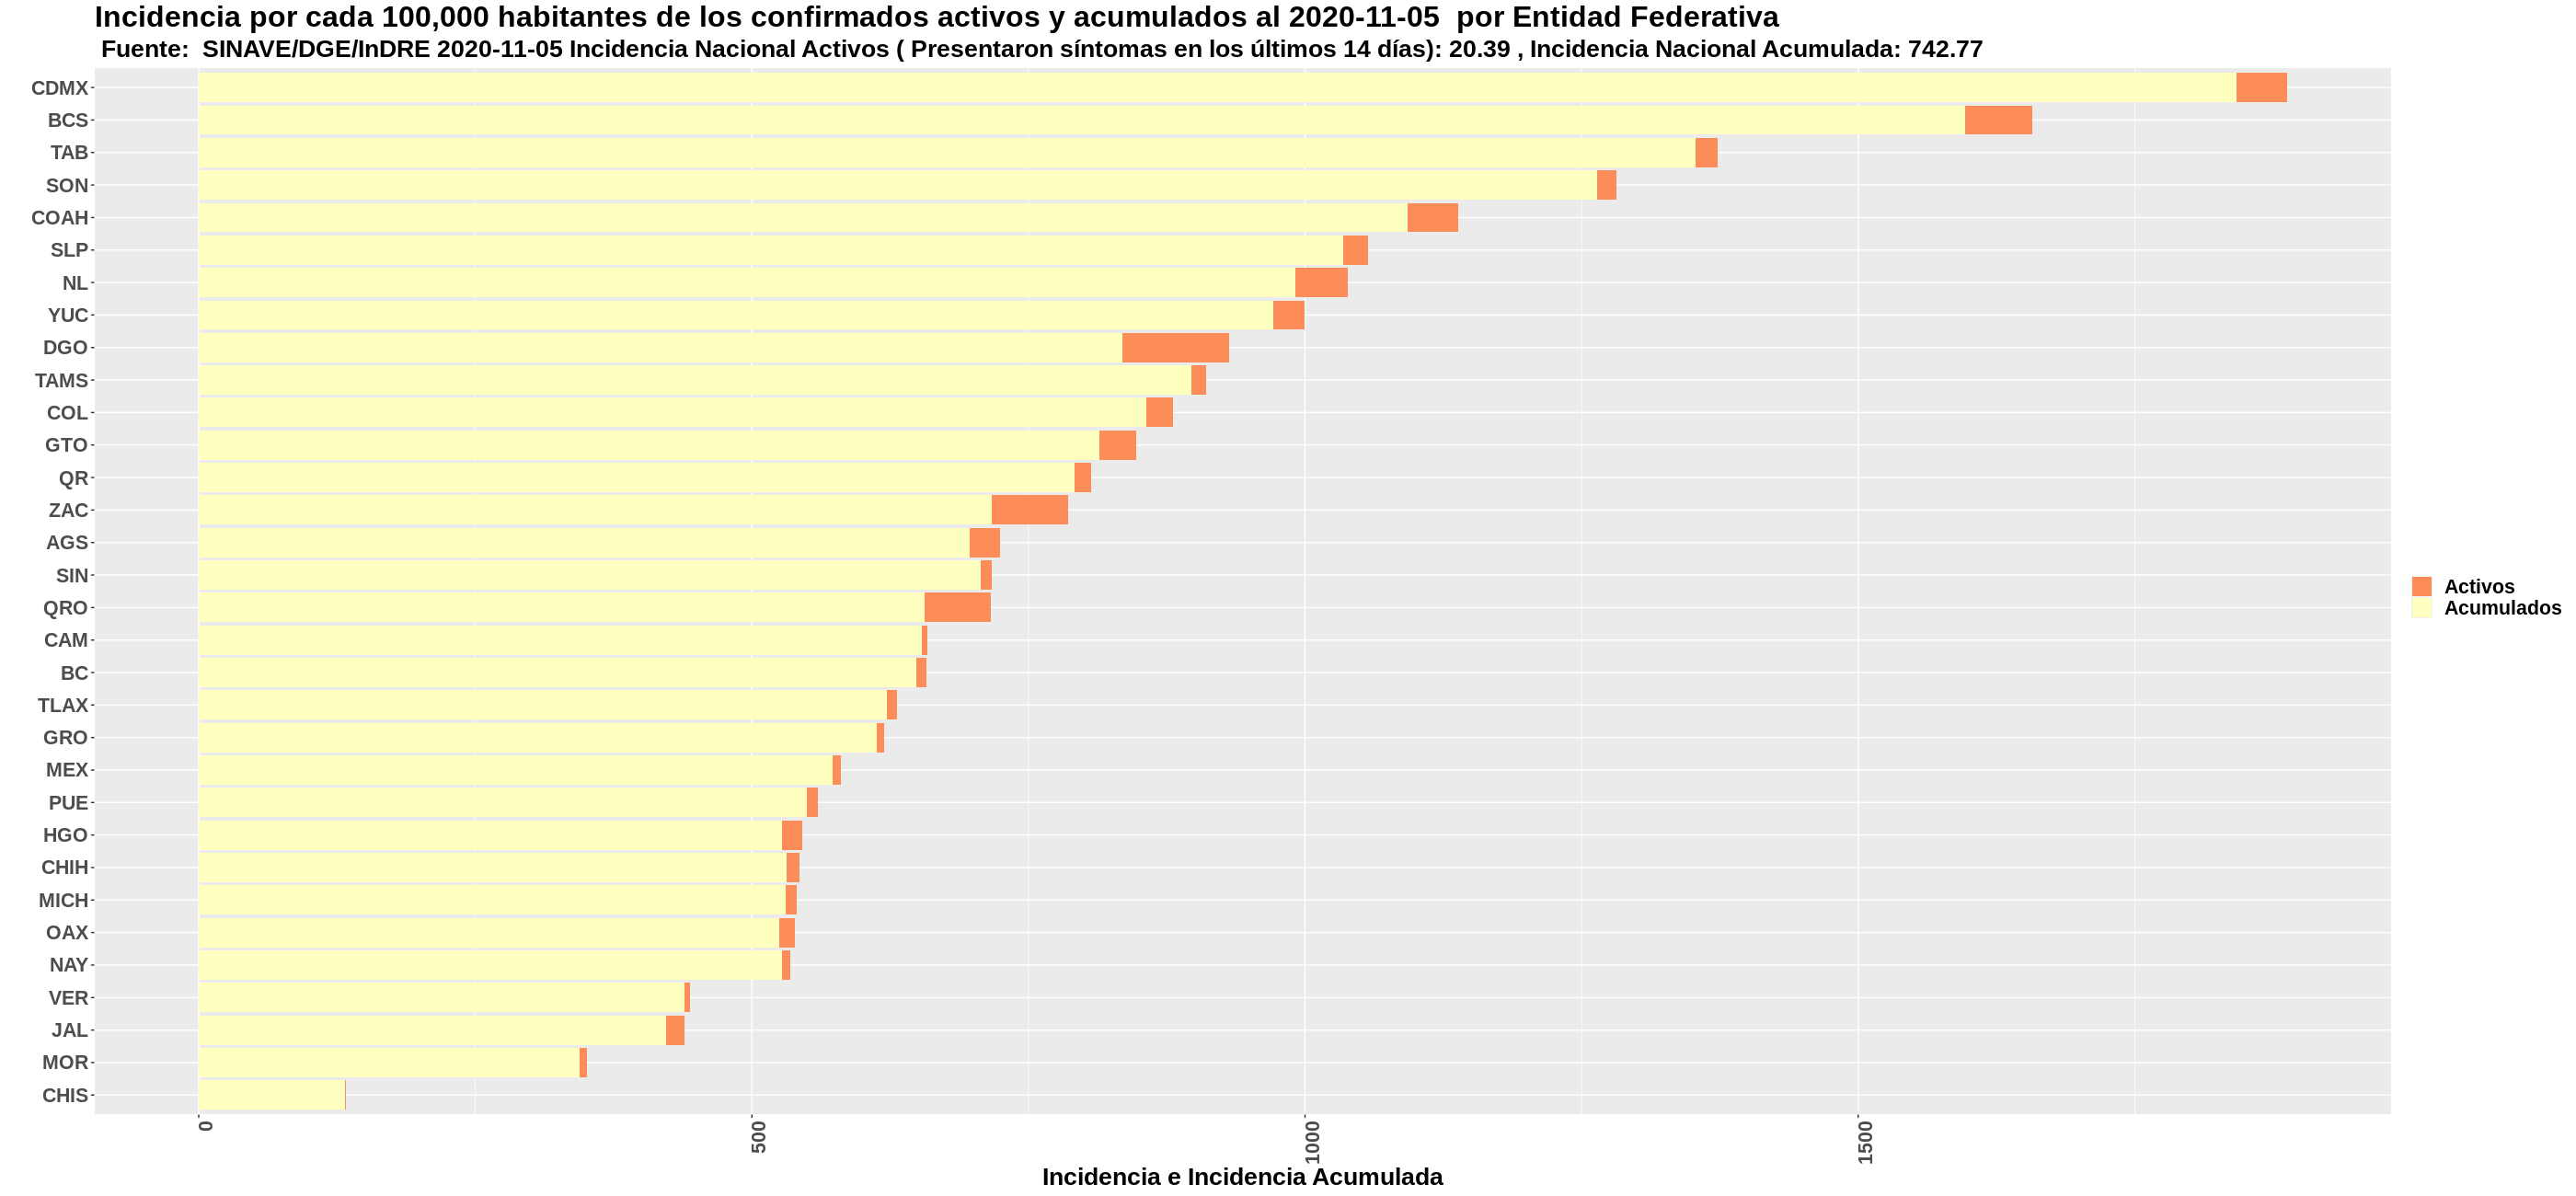 Incidencia por cada 100,000 habitantes de los confirmados activos y acumulados al 2020-11-05  por Entidad Federativa
Fuente:  SINAVE/DGE/InDRE 2020-11-05 Incidencia Nacional Activos ( Presentaron síntomas en los últimos 14 días): 20.39 , Incidencia Nacional Acumulada: 742.77
CDMX
BCS
TAB
SON
COAH
SLP
NL
YUC
DGO
TAMS
COL
GTO
QR
ZAC
AGS
SIN
QRO
CAM
BC
TLAX
GRO
MEX
PUE
HGO
CHIH
MICH
OAX
NAY
VER
JAL
MOR
CHIS
0
500
1000
1500
Incidencia e Incidencia Acumulada
Activos
Acumulados